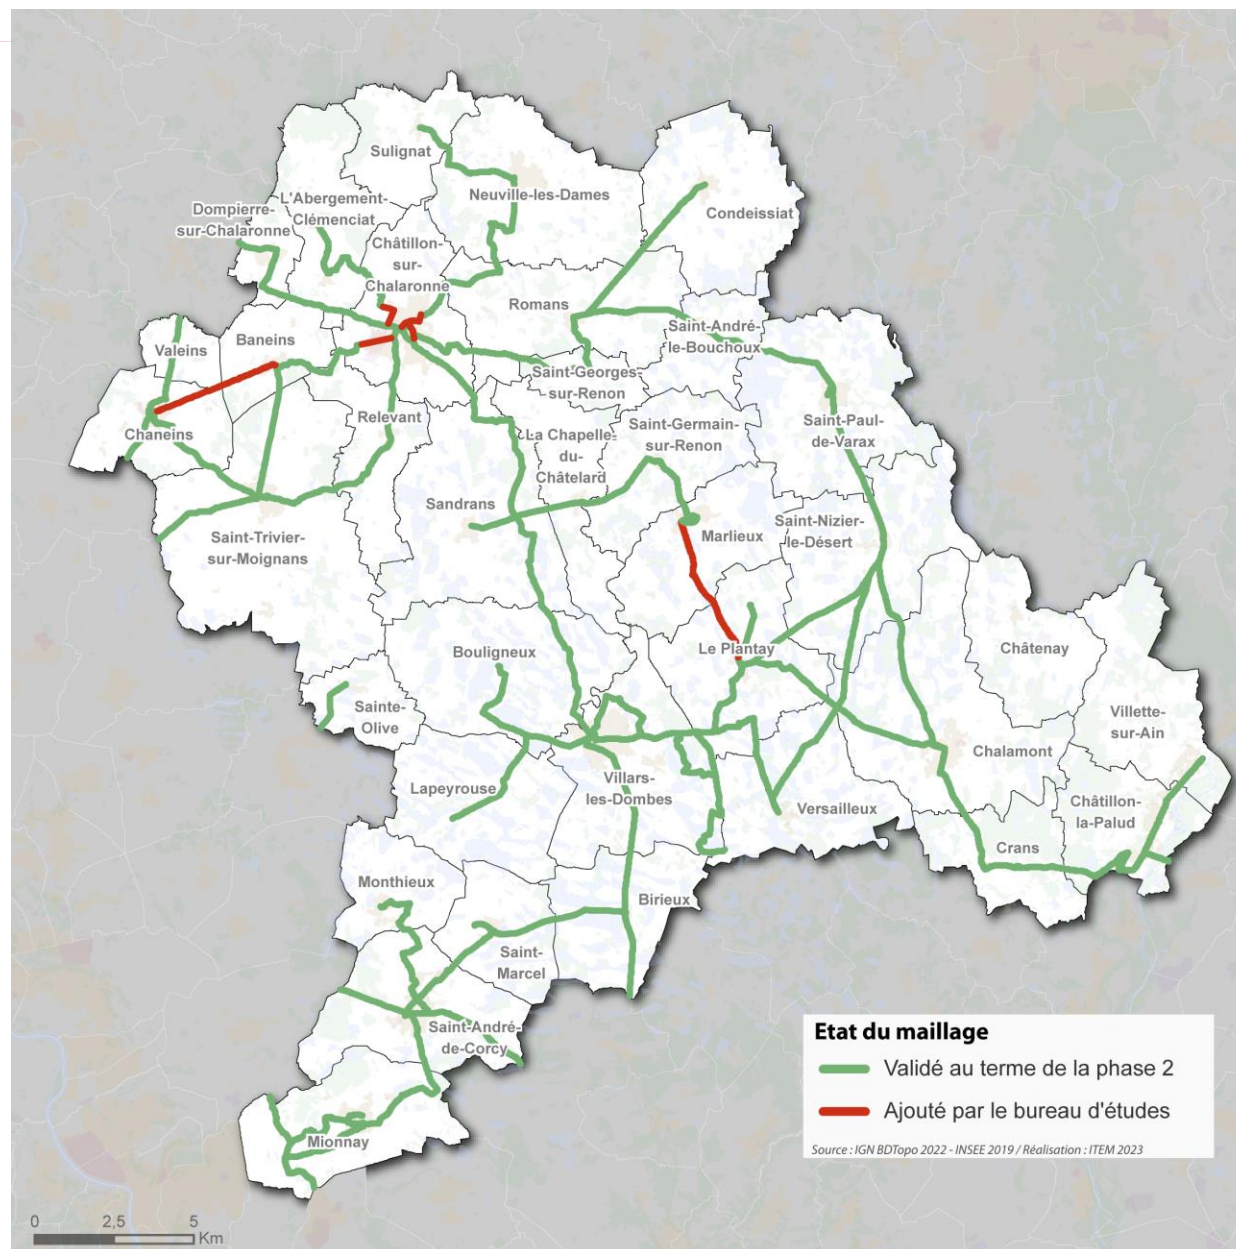 Sulignat
Neuville-les-Dames
Condeissiat
L'Abergement-
Clémenciat
Dompierre-
sur-Chalaronne
Châtillon-
sur-
Chalaronne
Romans
Saint-André-
le-Bouchoux
Valeins
Baneins
Saint-Georges-
sur-Renon
Chaneins
Relevant
La Chapelle-
du-
Châtelard
Saint-Germain-
sur-Renon
Saint-Paul-
de-Varax
Sandrans
Saint-Trivier-
sur-Moignans
Marlieux
Saint-Nizier-
le-Désert
Bouligneux
Le Plantay
Châtenay
Sainte-
Olive
Villette-
sur-Ain
Lapeyrouse
Villars-
les-Dombes
Versailleux
Chalamont
Châtillon-
la-Palud
Crans
Monthieux
Birieux
Saint-
Marcel
Saint-André-
de-Corcy
Mionnay
Etat du maillage
Validé au terme de la phase 2
Ajouté par le bureau d'études
Source : IGN BDTopo 2022 - INSEE 2019 / Réalisation : ITEM 2023
0 2,5 5
Km